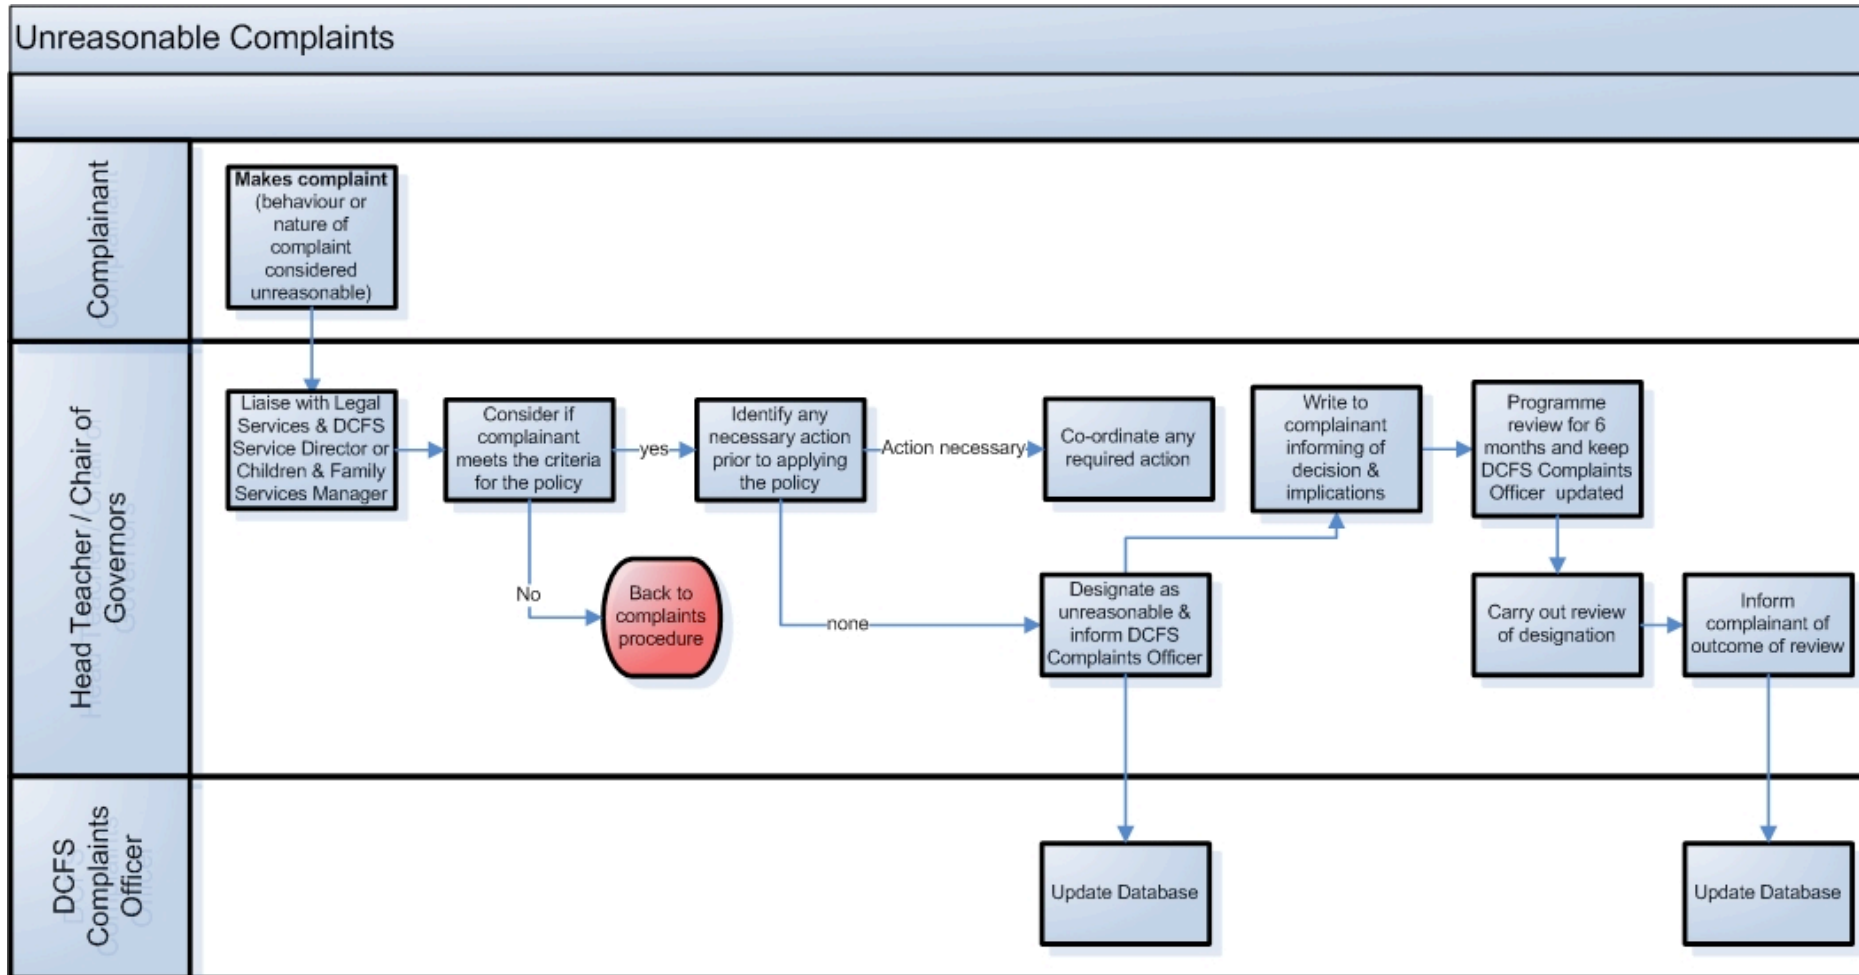 Unreasonable Complaints
Complainant
Makes complaint
(behaviour or
nature of
complaint
considered
unreasonable)
Head Teacher / Chair of
Governors
Liaise with Legal
Services & DCFS
Service Director or
Children & Family
Services Manager
Consider if
complainant
meets the criteria
for the policy
yes
Identify any
necessary action
prior to applying
the policy
Action necessary
Co-ordinate any
required action
Write to
complainant
informing of
decision &
implications
Programme
review for 6
months and keep
DCFS Complaints
Officer updated
No
Back to
complaints
procedure
none
Designate as
unreasonable &
inform DCFS
Complaints Officer
Carry out review
of designation
Inform
complainant of
outcome of review
DCFS
Complaints
Officer
Update Database
Update Database